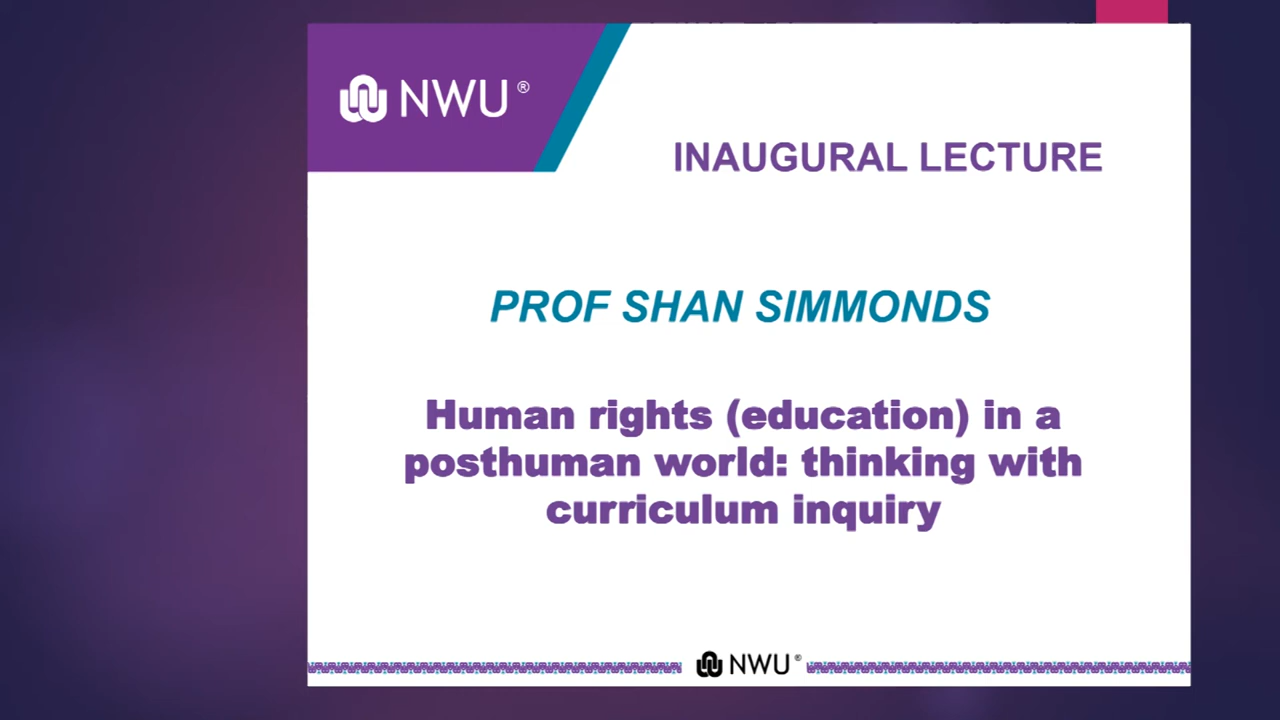 NWU®
INAUGURAL LECTURE
PROF SHAN SIMMONDS
Human rights (education) in a
posthuman world: thinking with
curriculum inquiry
NWU®